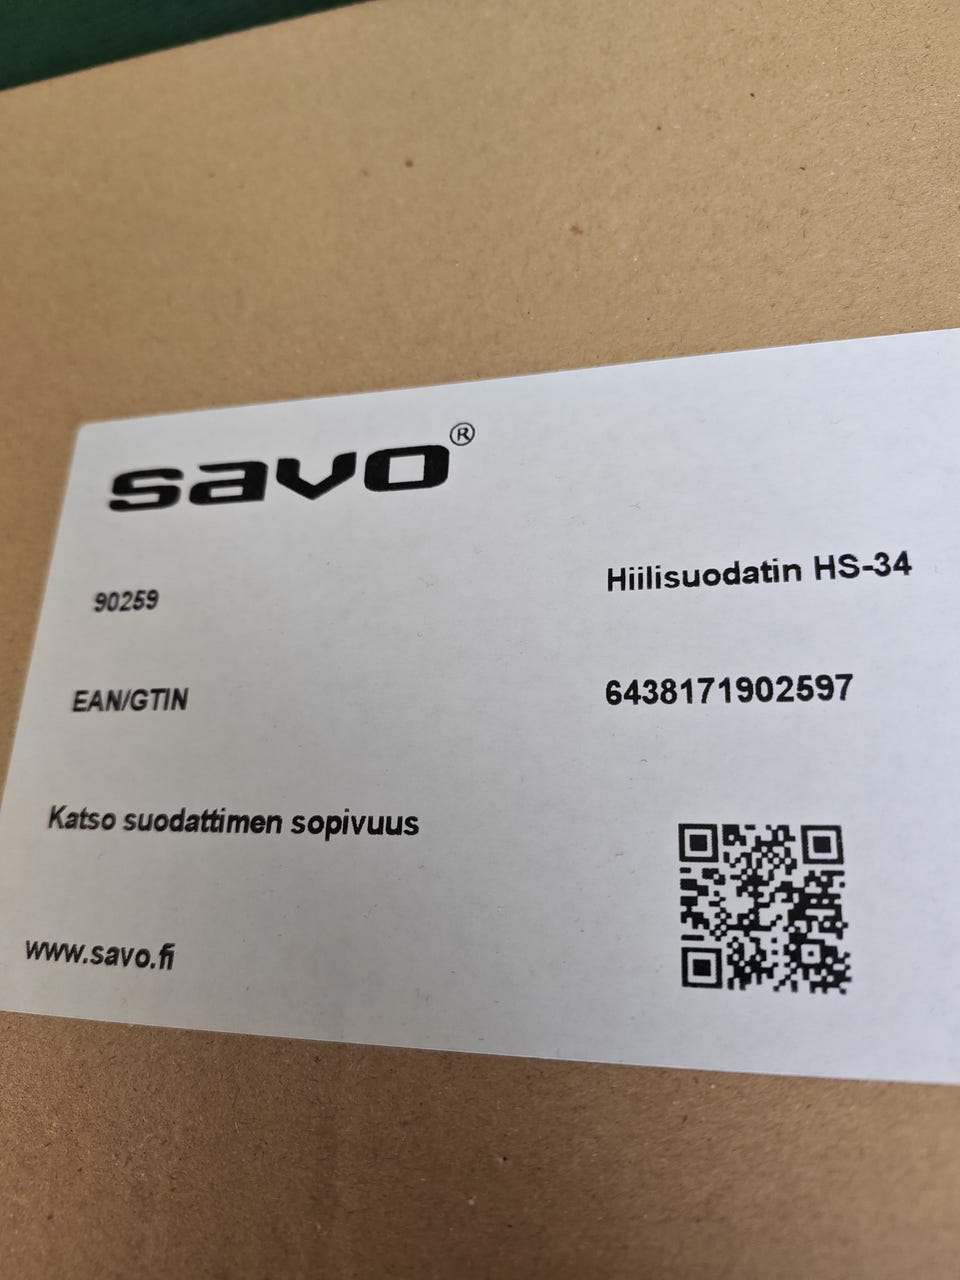 savo®
90259 Hiilisuodatin HS-34
EAN/GTIN 6438171902597
Katso suodattimen sopivuus
www.savo.fi